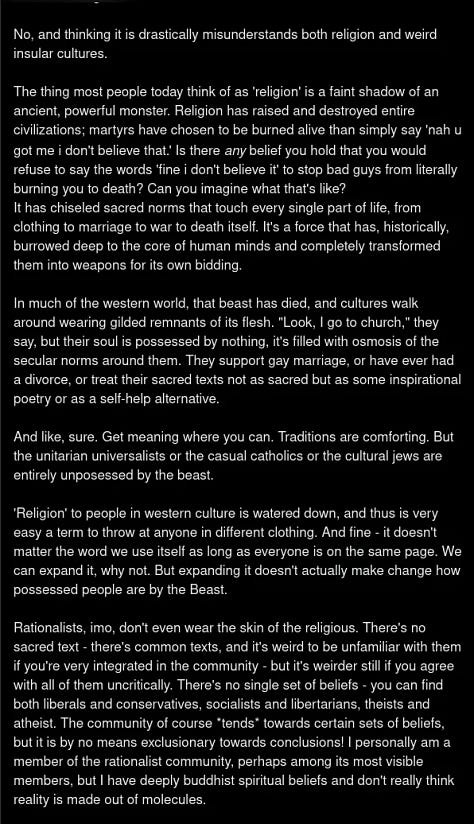 No, and thinking it is drastically misunderstands both religion and weird
insular cultures.
The thing most people today think of as 'religion' is a faint shadow of an
ancient, powerful monster. Religion has raised and destroyed entire
civilizations; martyrs have chosen to be burned alive than simply say 'nah u
got me i don't believe that.' Is there any belief you hold that you would
refuse to say the words 'fine i don't believe it' to stop bad guys from literally
burning you to death? Can you imagine what that's like?
It has chiseled sacred norms that touch every single part of life, from
clothing to marriage to war to death itself. It's a force that has, historically,
burrowed deep to the core of human minds and completely transformed
them into weapons for its own bidding.
In much of the western world, that beast has died, and cultures walk
around wearing gilded remnants of its flesh. "Look, I go to church," they
say, but their soul is possessed by nothing, it's filled with osmosis of the
secular norms around them. They support gay marriage, or have ever had
a divorce, or treat their sacred texts not as sacred but as some inspirational
poetry or as a self-help alternative.
And like, sure. Get meaning where you can. Traditions are comforting. But
the unitarian universalists or the casual catholics or the cultural jews are
entirely unposessed by the beast.
'Religion' to people in western culture is watered down, and thus is very
easy a term to throw at anyone in different clothing. And fine - it doesn't
matter the word we use itself as long as everyone is on the same page. We
can expand it, why not. But expanding it doesn't actually make change how
possessed people are by the Beast.
Rationalists, imo, don't even wear the skin of the religious. There's no
sacred text - there's common texts, and it's weird to be unfamiliar with them
if you're very integrated in the community - but it's weirder still if you agree
with all of them uncritically. There's no single set of beliefs - you can find
both liberals and conservatives, socialists and libertarians, theists and
atheist. The community of course *tends* towards certain sets of beliefs,
but it is by no means exclusionary towards conclusions! I personally am a
member of the rationalist community, perhaps among its most visible
members, but I have deeply buddhist spiritual beliefs and don't really think
reality is made out of molecules.